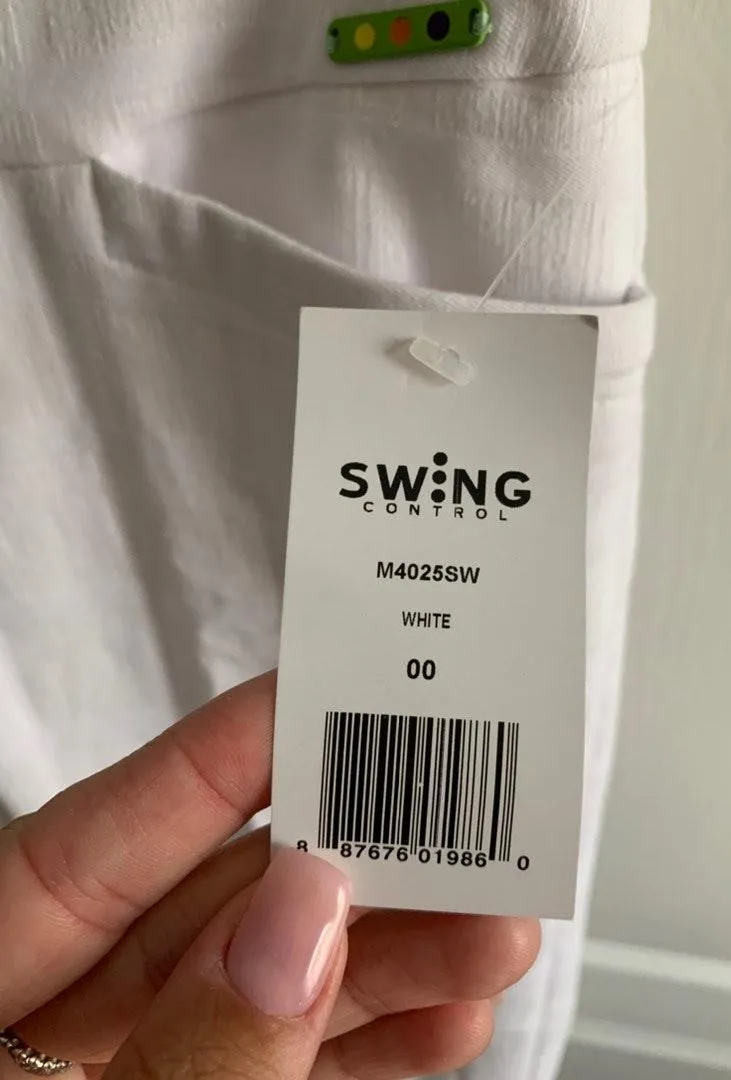 SWING
CONTROL
M4025SW
WHITE
00
8 87676 01986 0